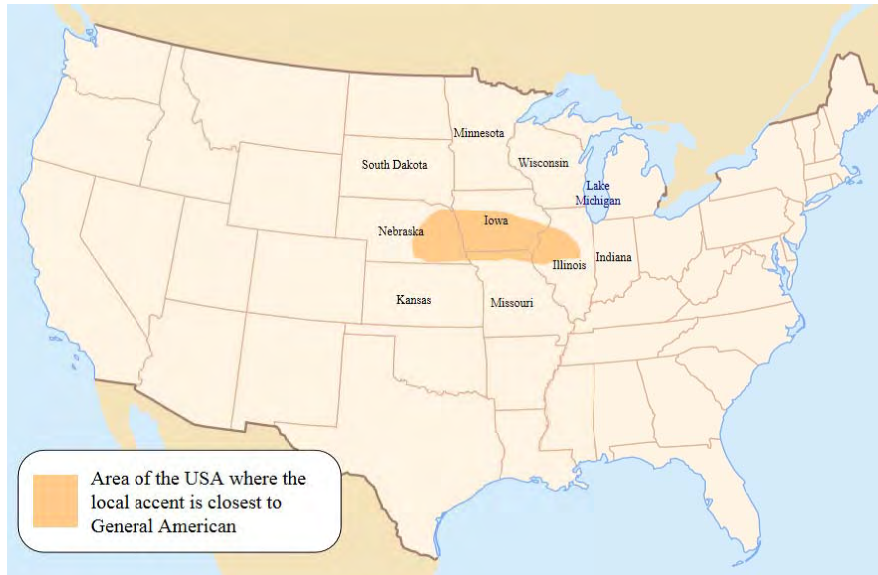 Minnesota
South Dakota
Wisconsin
Lake
Michigan
Iowa
Nebraska
Indiana
Illinois
Kansas
Missouri
Area of the USA where the
local accent is closest to
General American